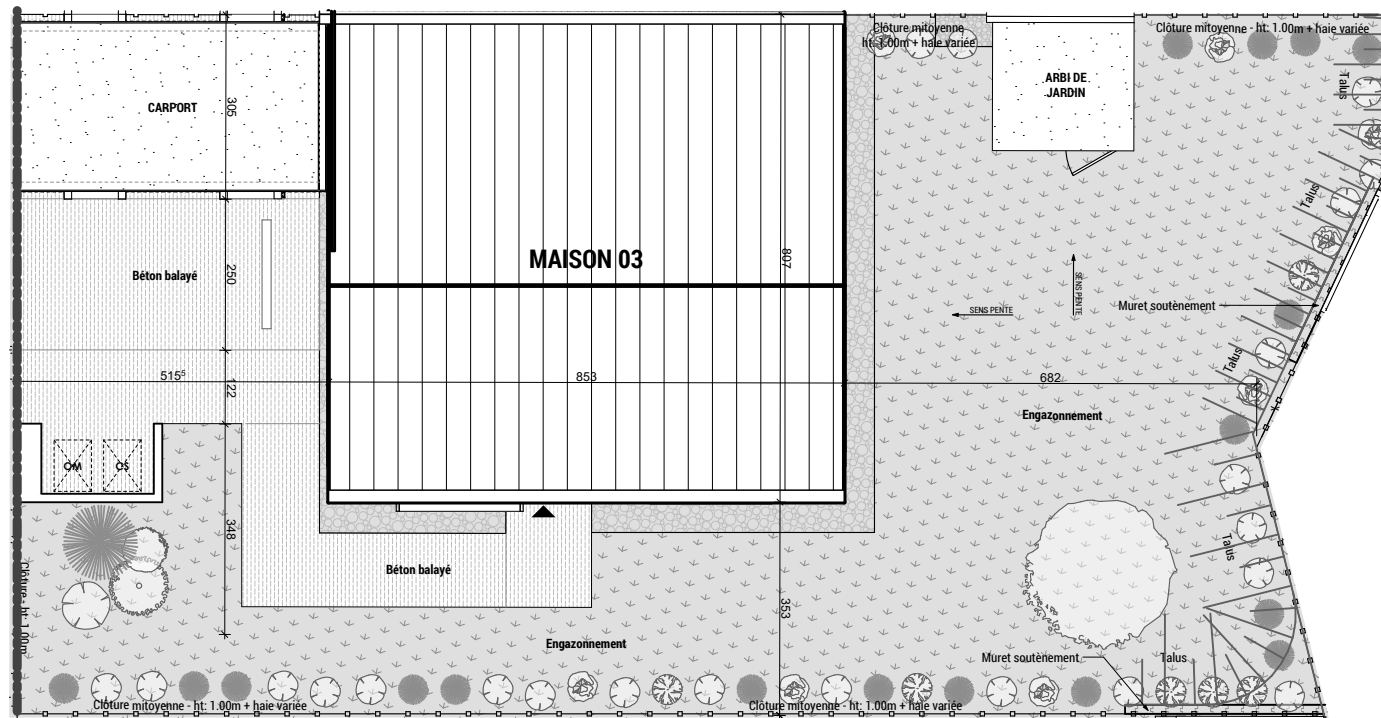 Clôture mitoyenne
ht: 1.00m + haie variée
Clôture mitoyenne - ht: 1.00m + haie variée
CARPORT
305
ARBI DE
JARDIN
Talus
Talus
MAISON 03
807
Béton balayé
250
SENS PENTE
SENS PENTE
Muret soutènement
Talus
515⁵
122
853
682
Engazonnement
OM
CS
348
Talus
Béton balayé
Clôture - ht: 1.00m
353
Engazonnement
Muret soutènement
Talus
Clôture mitoyenne - ht: 1.00m + haie variée
Clôture mitoyenne - ht: 1.00m + haie variée